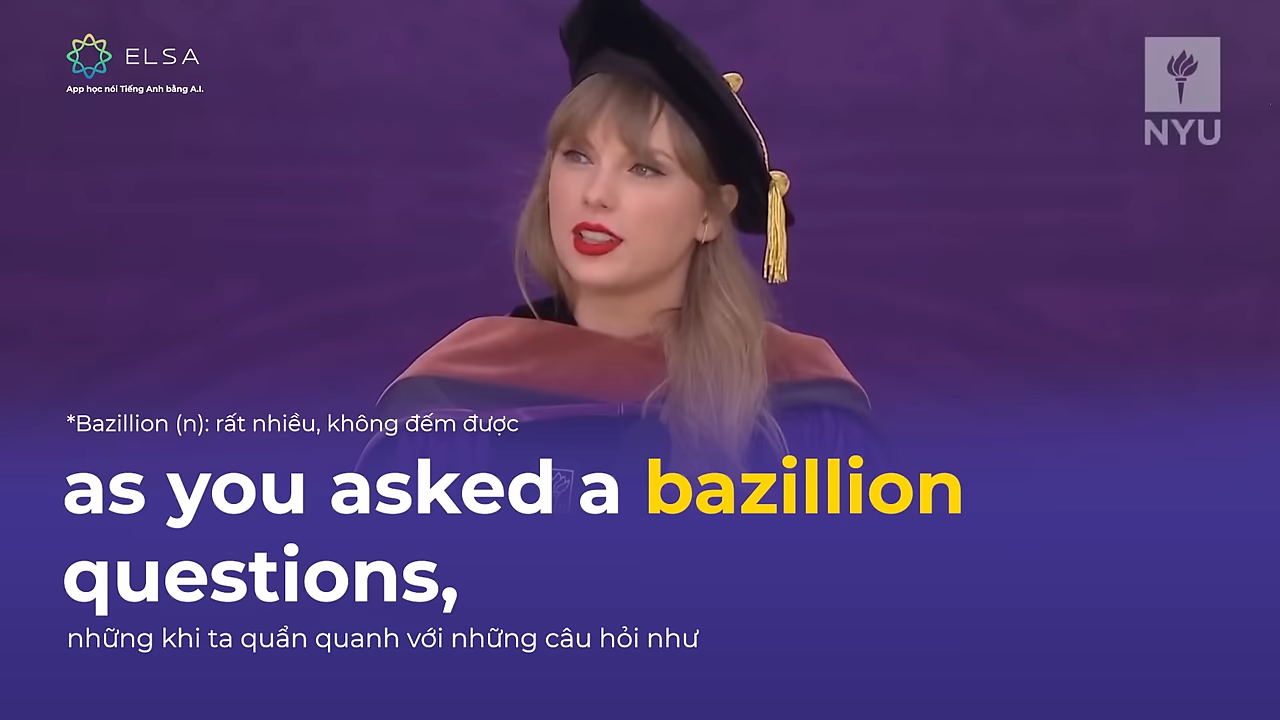 ELSA
App học nói Tiếng Anh bằng A.I.
NYU
*Bazillion (n): rất nhiều, không đếm được
as you asked a bazillion
questions,
những khi ta quẩn quanh với những câu hỏi như